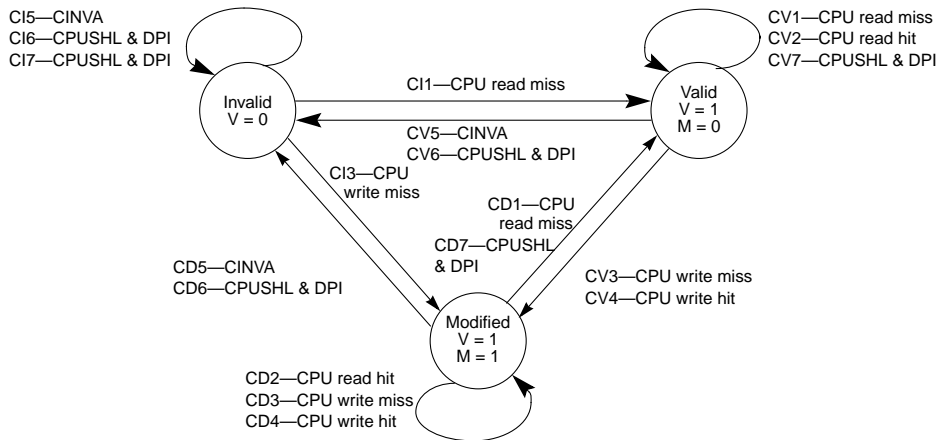 CI5—CINVA
CI6—CPUSHL & DPI
CI7—CPUSHL & DPI
CV1—CPU read miss
CV2—CPU read hit
CV7—CPUSHL & DPI
Invalid
V = 0
CI1—CPU read miss
Valid
V = 1
M = 0
CV5—CINVA
CV6—CPUSHL & DPI
CI3—CPU
write miss
CD1—CPU
read miss
CD7—CPUSHL
& DPI
CD5—CINVA
CD6—CPUSHL & DPI
CV3—CPU write miss
CV4—CPU write hit
Modified
V = 1
M = 1
CD2—CPU read hit
CD3—CPU write miss
CD4—CPU write hit